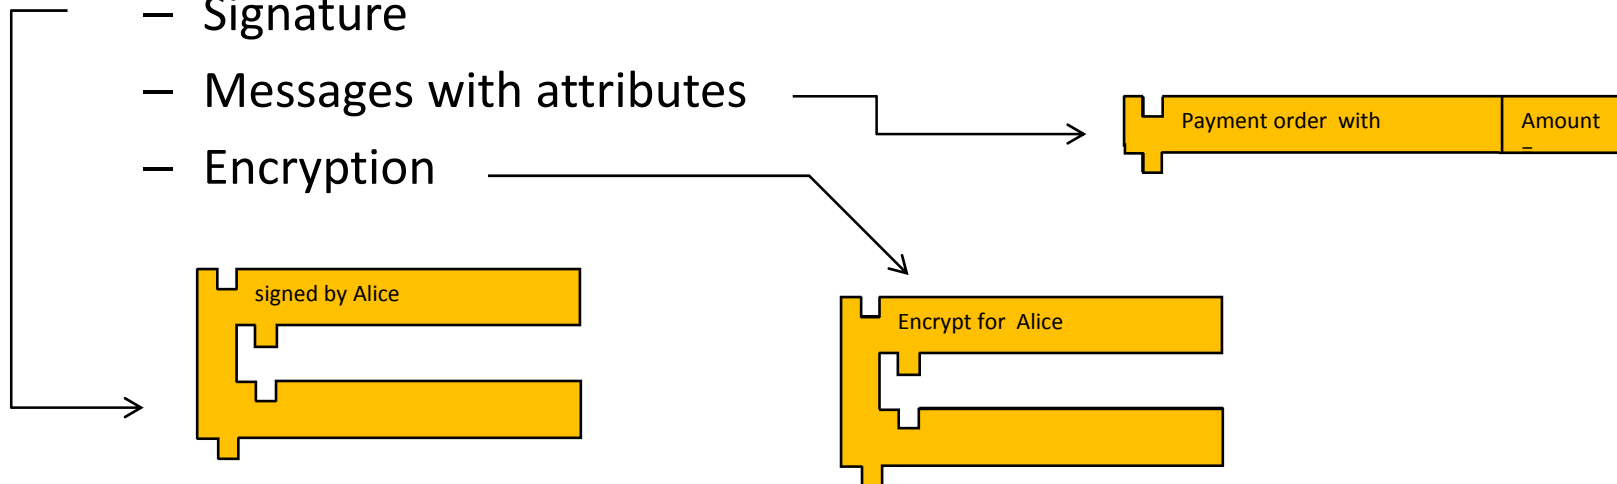 – Signature
– Messages with attributes
– Encryption
Payment order with
Amount
=
signed by Alice
Encrypt for Alice